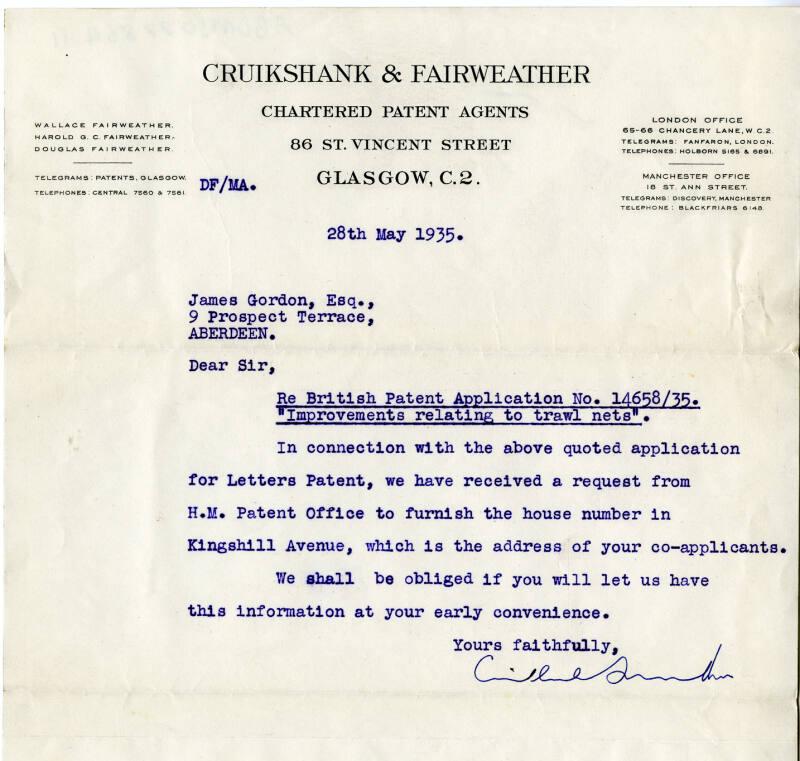 CRUIKSHANK & FAIRWEATHER
CHARTERED PATENT AGENTS
86 ST. VINCENT STREET
GLASGOW, C.2.
WALLACE FAIRWEATHER.
HAROLD G. C. FAIRWEATHER.
DOUGLAS FAIRWEATHER.
TELEGRAMS: PATENTS, GLASGOW.
TELEPHONES: CENTRAL 7560 & 7561.
LONDON OFFICE
65-66 CHANCERY LANE, W.C.2.
TELEGRAMS: FANFARON, LONDON.
TELEPHONES: HOLBORN 5165 & 6891.
MANCHESTER OFFICE
18 ST. ANN STREET.
TELEGRAMS: DISCOVERY, MANCHESTER
TELEPHONE: BLACKFRIARS 6148.
DF/MA.
28th May 1935.
James Gordon, Esq.,
9 Prospect Terrace,
ABERDEEN.
Dear Sir,
Re British Patent Application No. 14658/35.
"Improvements relating to trawl nets".
In connection with the above quoted application
for Letters Patent, we have received a request from
H.M. Patent Office to furnish the house number in
Kingshill Avenue, which is the address of your co-applicants.
We shall be obliged if you will let us have
this information at your early convenience.
Yours faithfully,